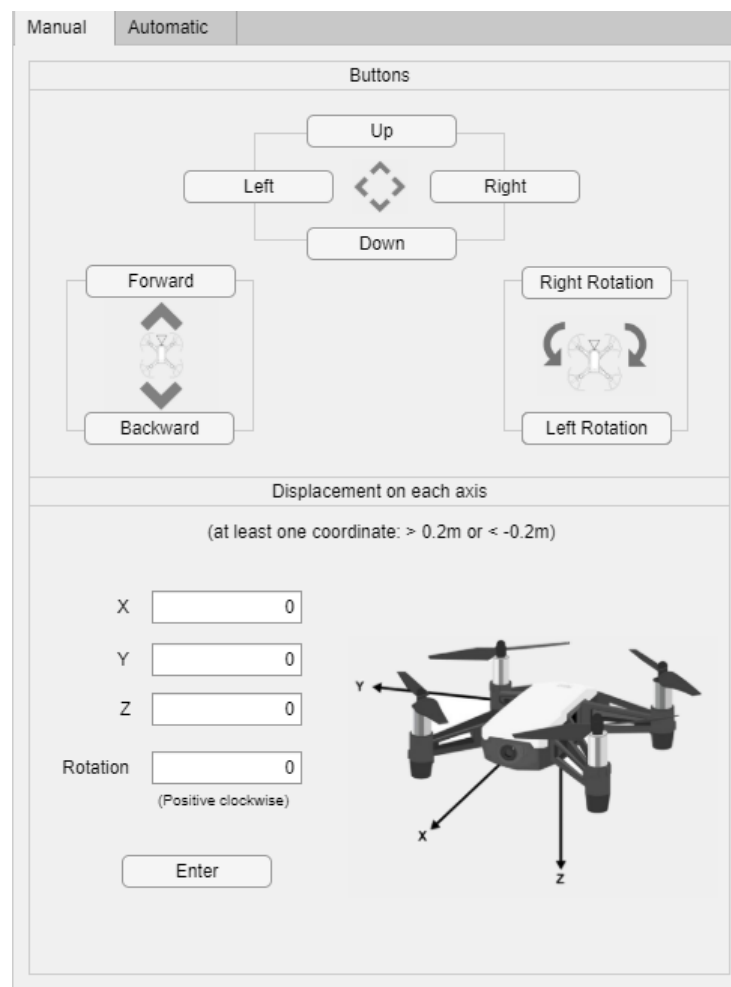 Manual Automatic
Buttons
Up
Left Right
Down
Forward Right Rotation
Backward Left Rotation
Displacement on each axis
(at least one coordinate: > 0.2m or < -0.2m)
X 0
Y 0
Z 0
Rotation 0
(Positive clockwise)
Enter
Y
X
Z